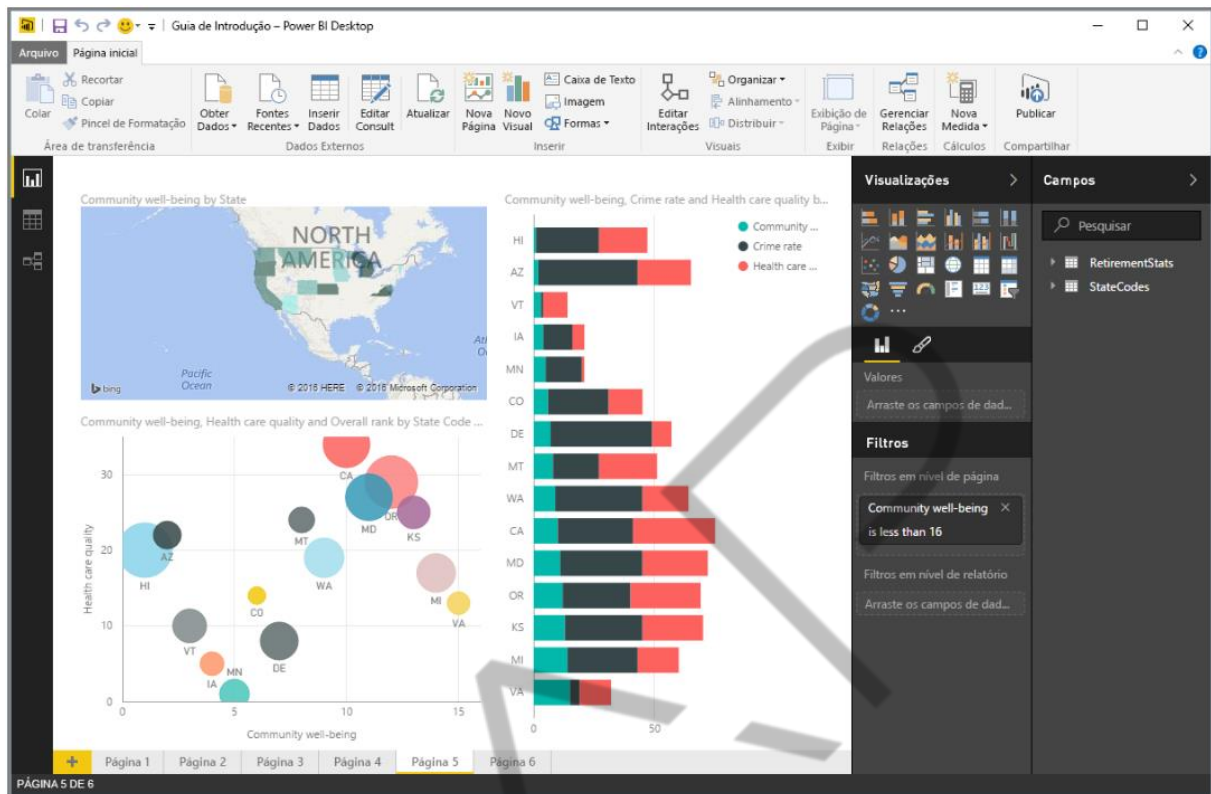 Guia de Introdução – Power BI Desktop
Arquivo Página inicial
Colar
Recortar
Copiar
Pincel de Formatação
Área de transferência
Obter Dados
Fontes Recentes
Inserir Dados
Editar Consult
Atualizar
Dados Externos
Nova Página
Novo Visual
Caixa de Texto
Imagem
Formas
Inserir
Editar Interações
Organizar
Alinhamento
Distribuir
Visuais
Exibição de Página
Exibir
Gerenciar Relações
Relações
Nova Medida
Cálculos
Publicar
Compartilhar
Community well-being by State
NORTH
AMERICA
Pacific
Ocean
bing
© 2016 HERE © 2016 Microsoft Corporation
Community well-being, Health care quality and Overall rank by State Code ...
Health care quality
30
20
10
0
HI
AZ
VT
IA
MN
CO
DE
MT
WA
CA
MD
OR
KS
MI
VA
0 5 10 15
Community well-being
Community well-being, Crime rate and Health care quality b...
Community ...
Crime rate
Health care ...
HI
AZ
VT
IA
MN
CO
DE
MT
WA
CA
MD
OR
KS
MI
VA
0 50
Visualizações
123
Valores
Arraste os campos de dad...
Filtros
Filtros em nível de página
Community well-being
is less than 16
Filtros em nível de relatório
Arraste os campos de dad...
Campos
Pesquisar
RetirementStats
StateCodes
Página 1 Página 2 Página 3 Página 4 Página 5 Página 6
PÁGINA 5 DE 6